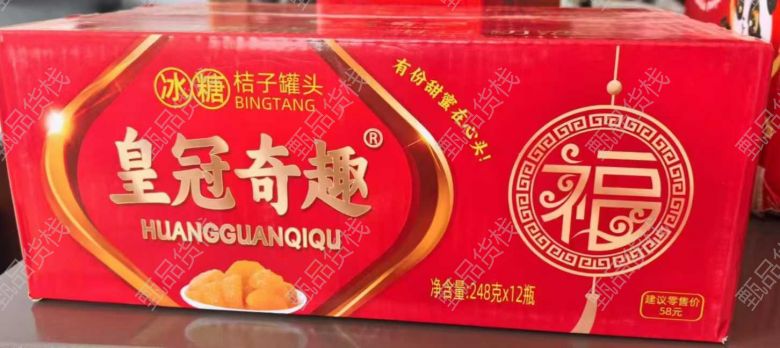 冰糖桔子罐头
BINGTANG
皇冠奇趣®
HUANGGUANQIQU
有份甜蜜在心头!
福
净含量:248克x12瓶
建议零售价
58元
甄品货栈